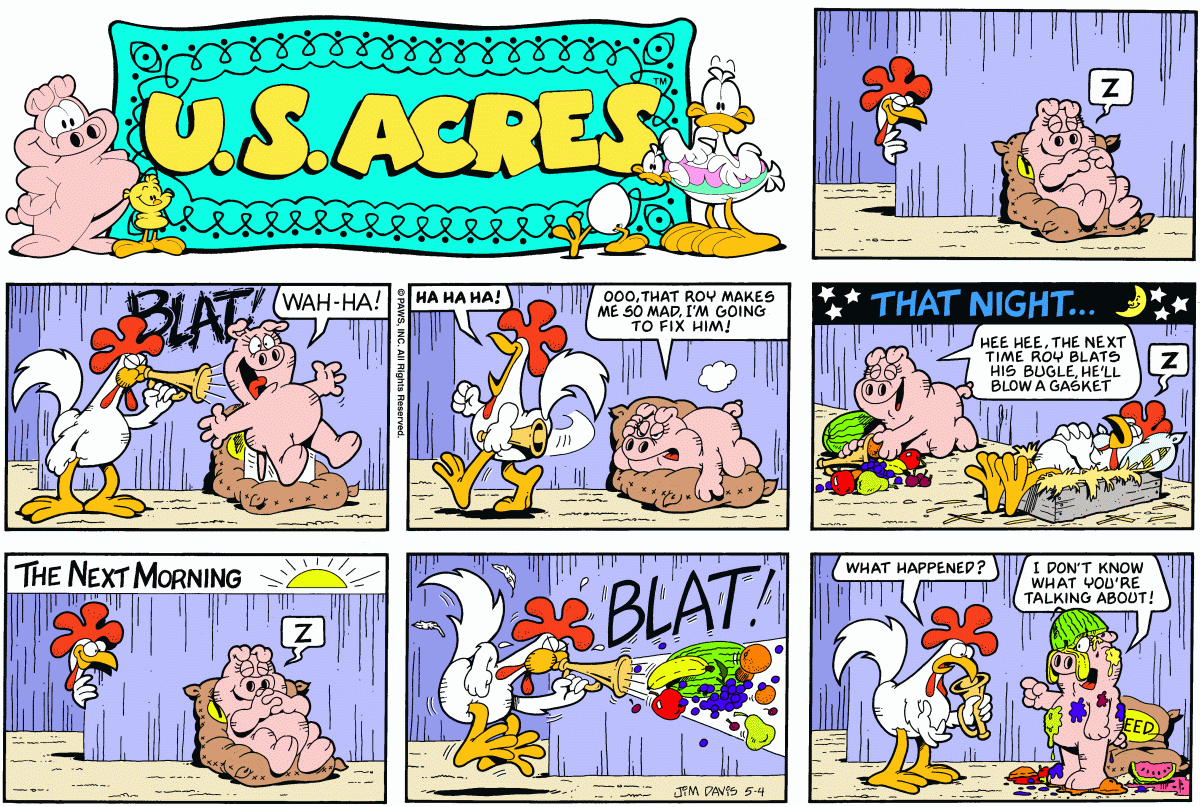 U.S. ACRES™
Z
BLAT!
WAH-HA!
© PAWS, INC. All Rights Reserved.
HA HA HA!
OOO, THAT ROY MAKES
ME SO MAD, I'M GOING
TO FIX HIM!
THAT NIGHT...
HEE HEE, THE NEXT
TIME ROY BLATS
HIS BUGLE, HE'LL
BLOW A GASKET
Z
THE NEXT MORNING
Z
BLAT!
JIM DAVIS 5-4
WHAT HAPPENED?
I DON'T KNOW
WHAT YOU'RE
TALKING ABOUT!
EED